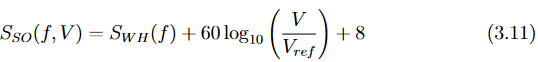 S_{SO}(f, V) = S_{WH}(f) + 60 log_{10} (V / V_{ref}) + 8 (3.11)